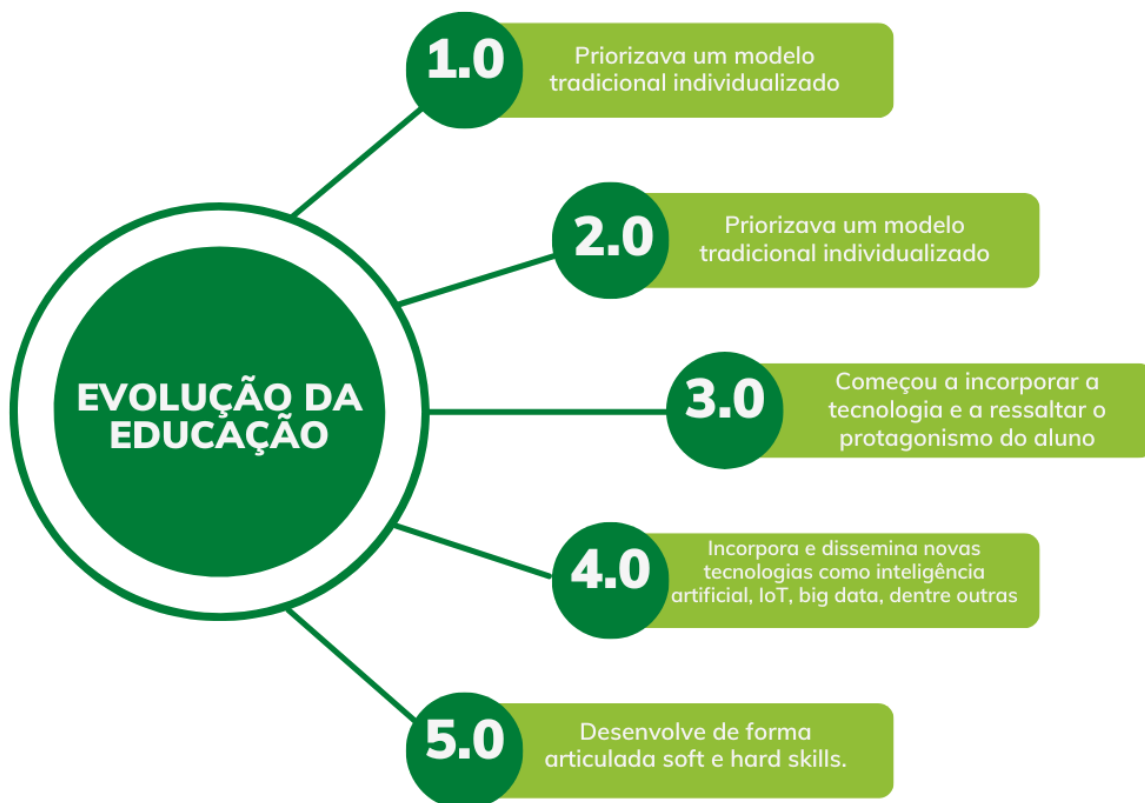 1.0
Priorizava um modelo
tradicional individualizado
2.0
Priorizava um modelo
tradicional individualizado
EVOLUÇÃO DA
EDUCAÇÃO
3.0
Começou a incorporar a
tecnologia e a ressaltar o
protagonismo do aluno
4.0
Incorpora e dissemina novas
tecnologias como inteligência
artificial, IoT, big data, dentre outras
5.0
Desenvolve de forma
articulada soft e hard skills.